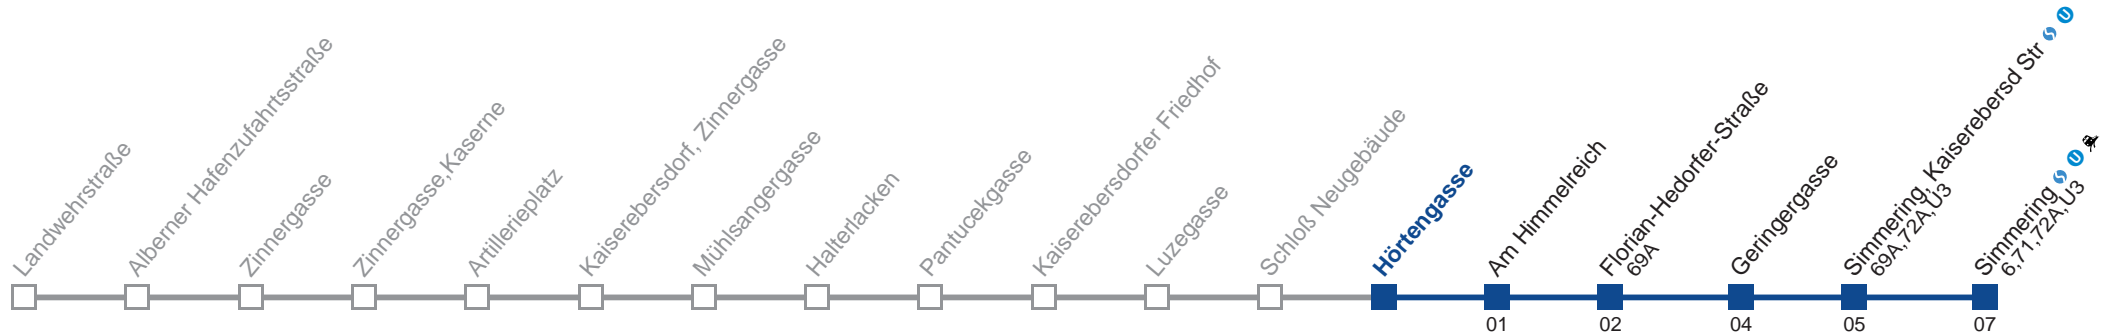 Landwehrstraße
Alberner Hafenzufahrtsstraße
Zinnergasse
Zinnergasse,Kaserne
Artillerieplatz
Kaiserebersdorf, Zinnergasse
Mühlsangergasse
Halterlacken
Pantucekgasse
Kaiserebersdorfer Friedhof
Luzegasse
Schloß Neugebäude
Hörtengasse
Am Himmelreich
01
Florian-Hedorfer-Straße
69A
02
Geringergasse
04
Simmering, Kaiserebersd Str S U
69A,72A,U3
05
Simmering S U
6,71,72A,U3
07